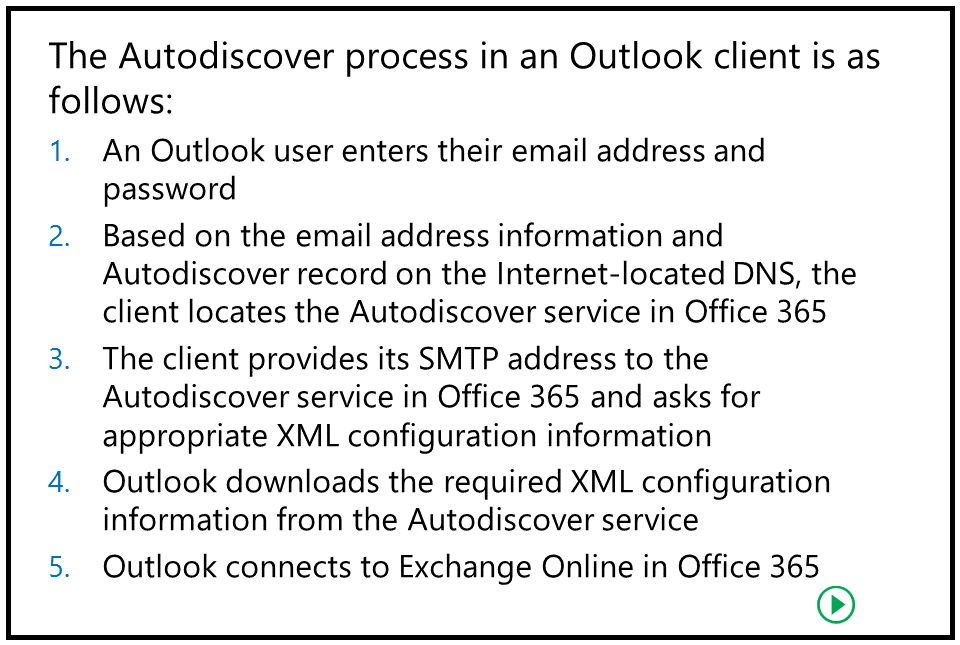 The Autodiscover process in an Outlook client is as
follows:
1. An Outlook user enters their email address and
password
2. Based on the email address information and
Autodiscover record on the Internet-located DNS, the
client locates the Autodiscover service in Office 365
3. The client provides its SMTP address to the
Autodiscover service in Office 365 and asks for
appropriate XML configuration information
4. Outlook downloads the required XML configuration
information from the Autodiscover service
5. Outlook connects to Exchange Online in Office 365